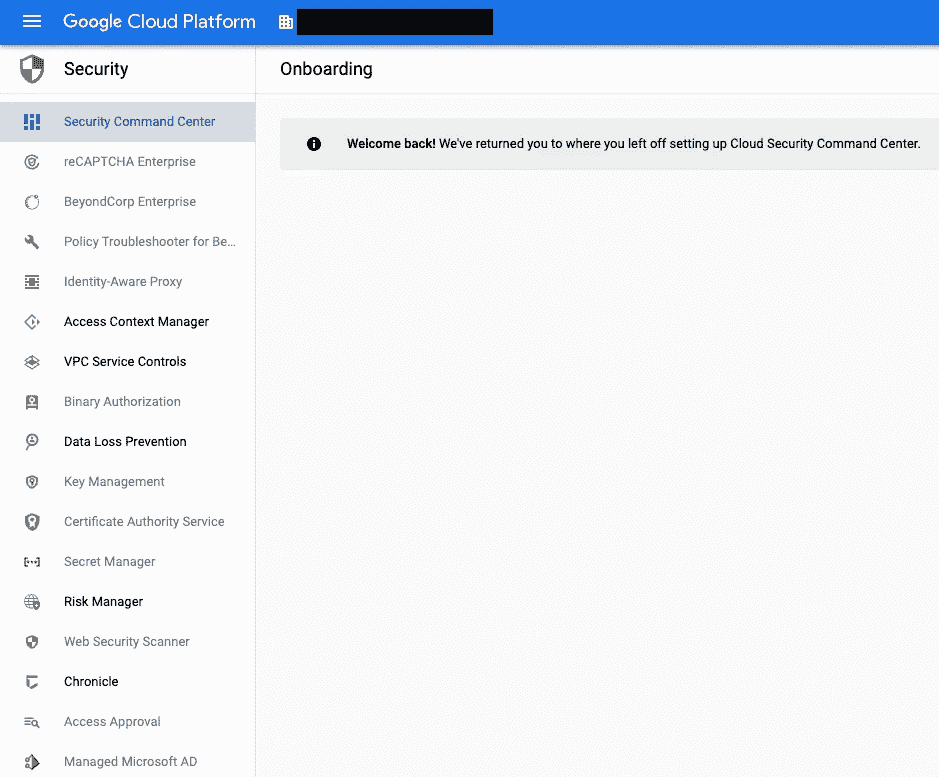 Google Cloud Platform
Security
Onboarding
Security Command Center
Welcome back! We've returned you to where you left off setting up Cloud Security Command Center.
reCAPTCHA Enterprise
BeyondCorp Enterprise
Policy Troubleshooter for Be...
Identity-Aware Proxy
Access Context Manager
VPC Service Controls
Binary Authorization
Data Loss Prevention
Key Management
Certificate Authority Service
Secret Manager
Risk Manager
Web Security Scanner
Chronicle
Access Approval
Managed Microsoft AD